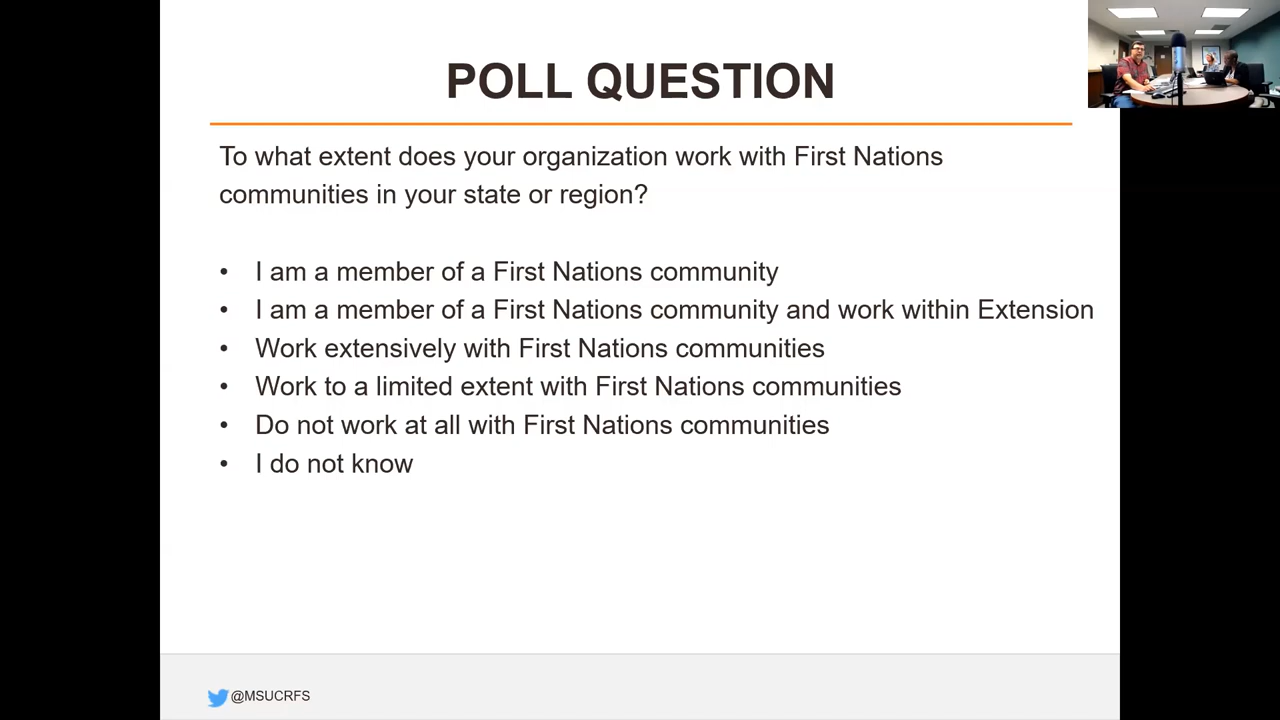 POLL QUESTION
To what extent does your organization work with First Nations
communities in your state or region?
• I am a member of a First Nations community
• I am a member of a First Nations community and work within Extension
• Work extensively with First Nations communities
• Work to a limited extent with First Nations communities
• Do not work at all with First Nations communities
• I do not know
@MSUCRFS